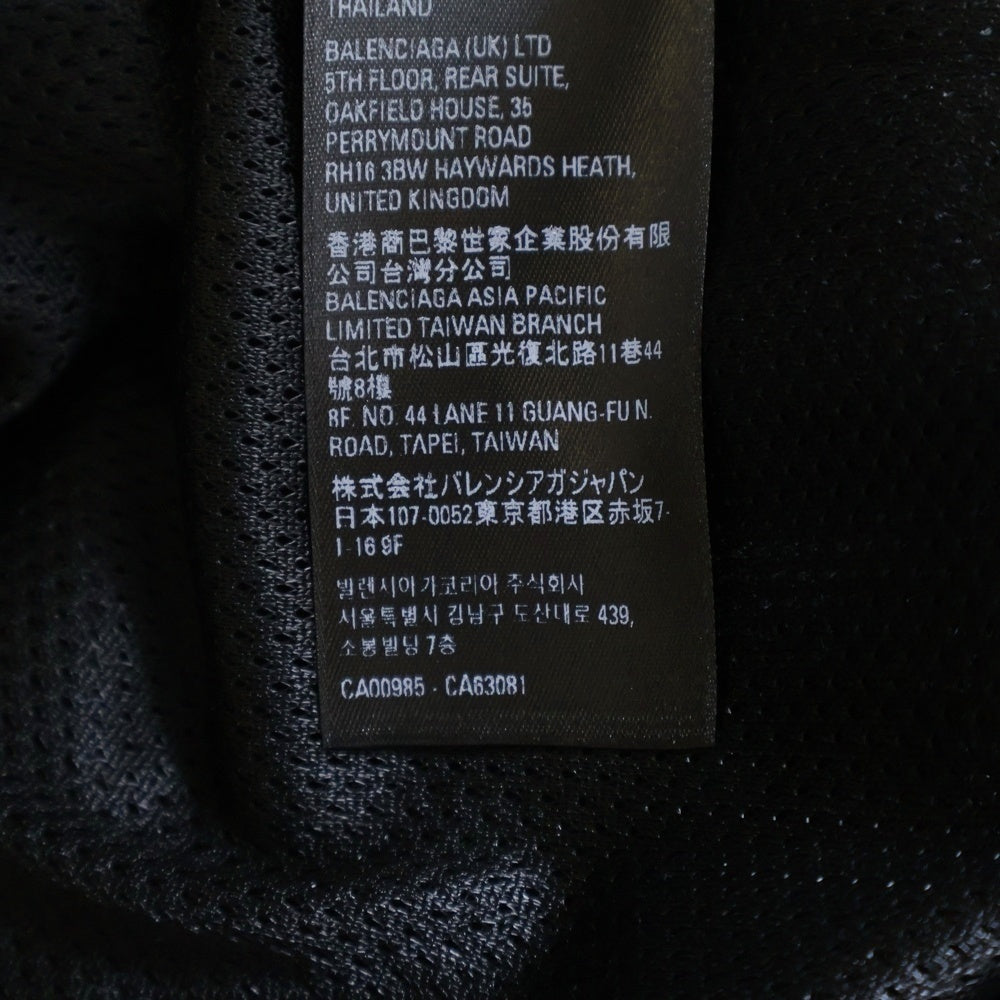 THAILAND
BALENCIAGA (UK) LTD
5TH FLOOR, REAR SUITE,
OAKFIELD HOUSE, 35
PERRYMOUNT ROAD
RH16 3BW HAYWARDS HEATH,
UNITED KINGDOM
香港商巴黎世家企業股份有限
公司台灣分公司
BALENCIAGA ASIA PACIFIC
LIMITED TAIWAN BRANCH
台北市松山區光復北路11巷44
號8樓
8F. NO. 44 LANE 11 GUANG-FU N.
ROAD, TAPEI, TAIWAN
株式会社バレンシアガジャパン
日本107-0052東京都港区赤坂7-
1-16 9F
발렌시아가코리아 주식회사
서울특별시 강남구 도산대로 439,
소봉빌딩 7층
CA00985 - CA63081